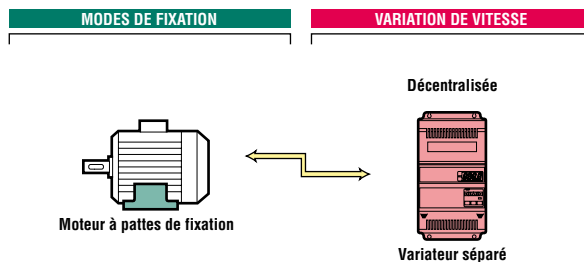 MODES DE FIXATION
VARIATION DE VITESSE
Décentralisée
Moteur à pattes de fixation
Variateur séparé